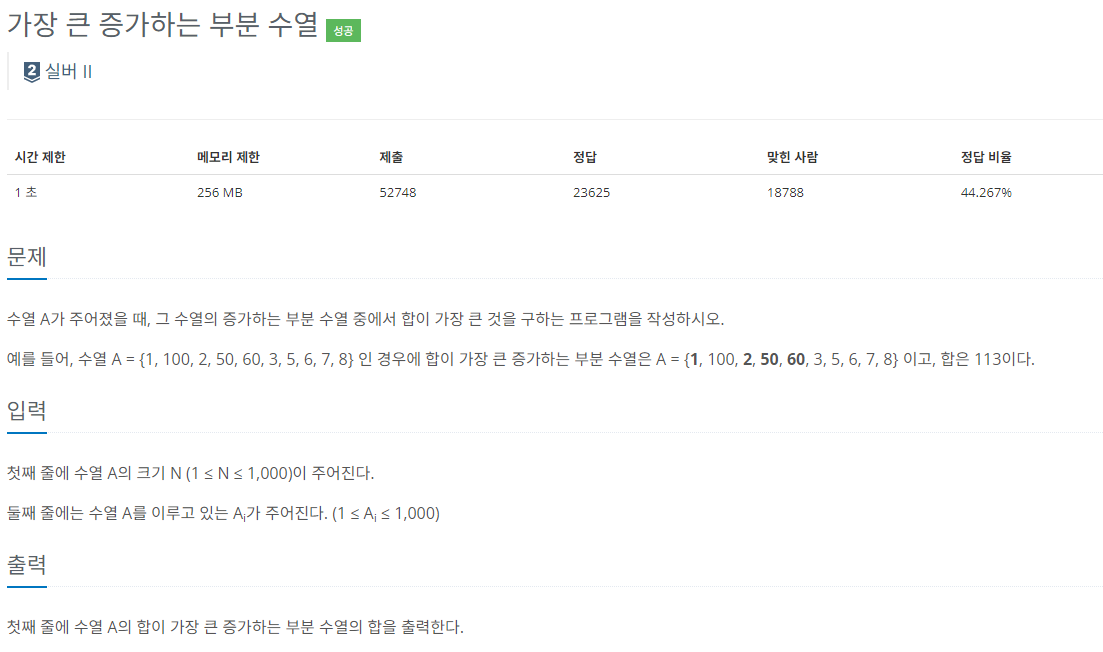 가장 큰 증가하는 부분 수열 성공
2 실버 II
시간 제한 메모리 제한 제출 정답 맞힌 사람 정답 비율
1 초 256 MB 52748 23625 18788 44.267%
문제
수열 A가 주어졌을 때, 그 수열의 증가하는 부분 수열 중에서 합이 가장 큰 것을 구하는 프로그램을 작성하시오.
예를 들어, 수열 A = {1, 100, 2, 50, 60, 3, 5, 6, 7, 8} 인 경우에 합이 가장 큰 증가하는 부분 수열은 A = {1, 100, 2, 50, 60, 3, 5, 6, 7, 8} 이고, 합은 113이다.
입력
첫째 줄에 수열 A의 크기 N (1 ≤ N ≤ 1,000)이 주어진다.
둘째 줄에는 수열 A를 이루고 있는 Ai가 주어진다. (1 ≤ Ai ≤ 1,000)
출력
첫째 줄에 수열 A의 합이 가장 큰 증가하는 부분 수열의 합을 출력한다.